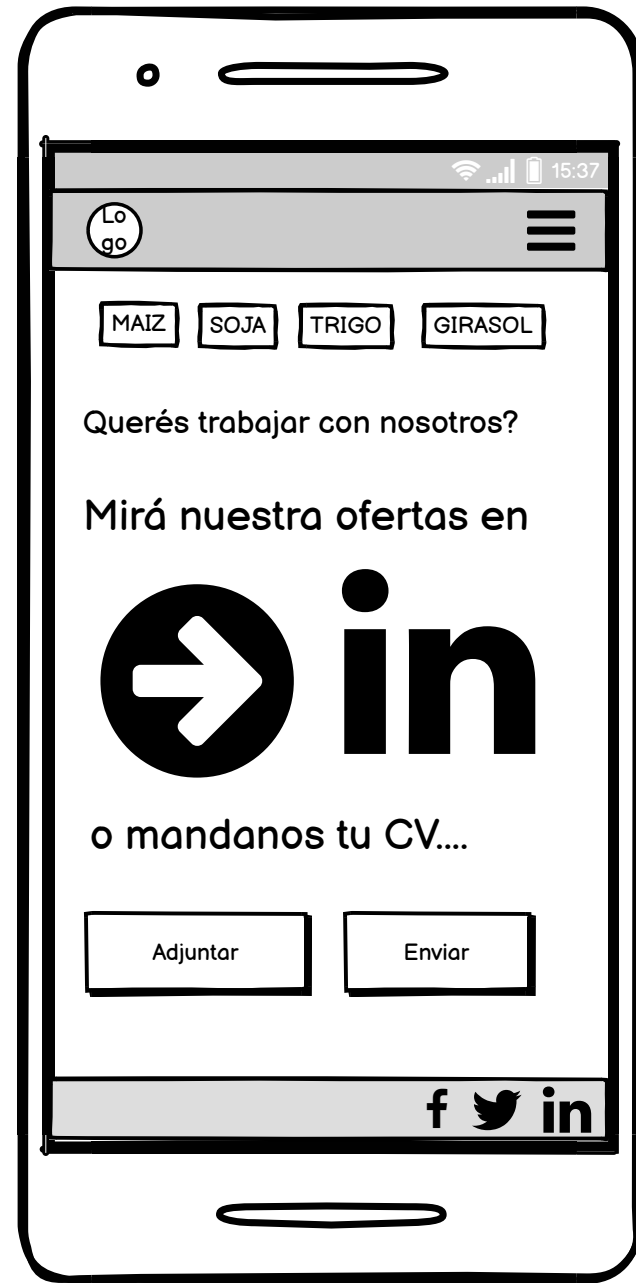 15:37
Lo
go
MAIZ SOJA TRIGO GIRASOL
Querés trabajar con nosotros?
Mirá nuestra ofertas en
in
o mandanos tu CV....
Adjuntar Enviar
f in